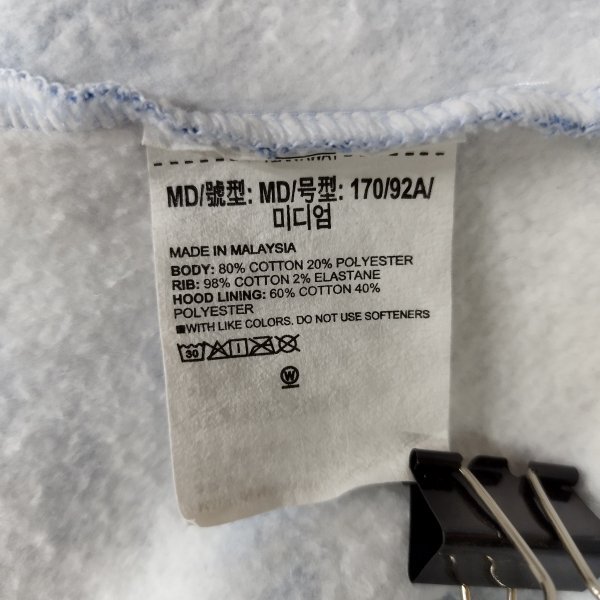 MD/號型: MD/号型: 170/92A/
미디엄
MADE IN MALAYSIA
BODY: 80% COTTON 20% POLYESTER
RIB: 98% COTTON 2% ELASTANE
HOOD LINING: 60% COTTON 40%
POLYESTER
■WITH LIKE COLORS. DO NOT USE SOFTENERS
30
W